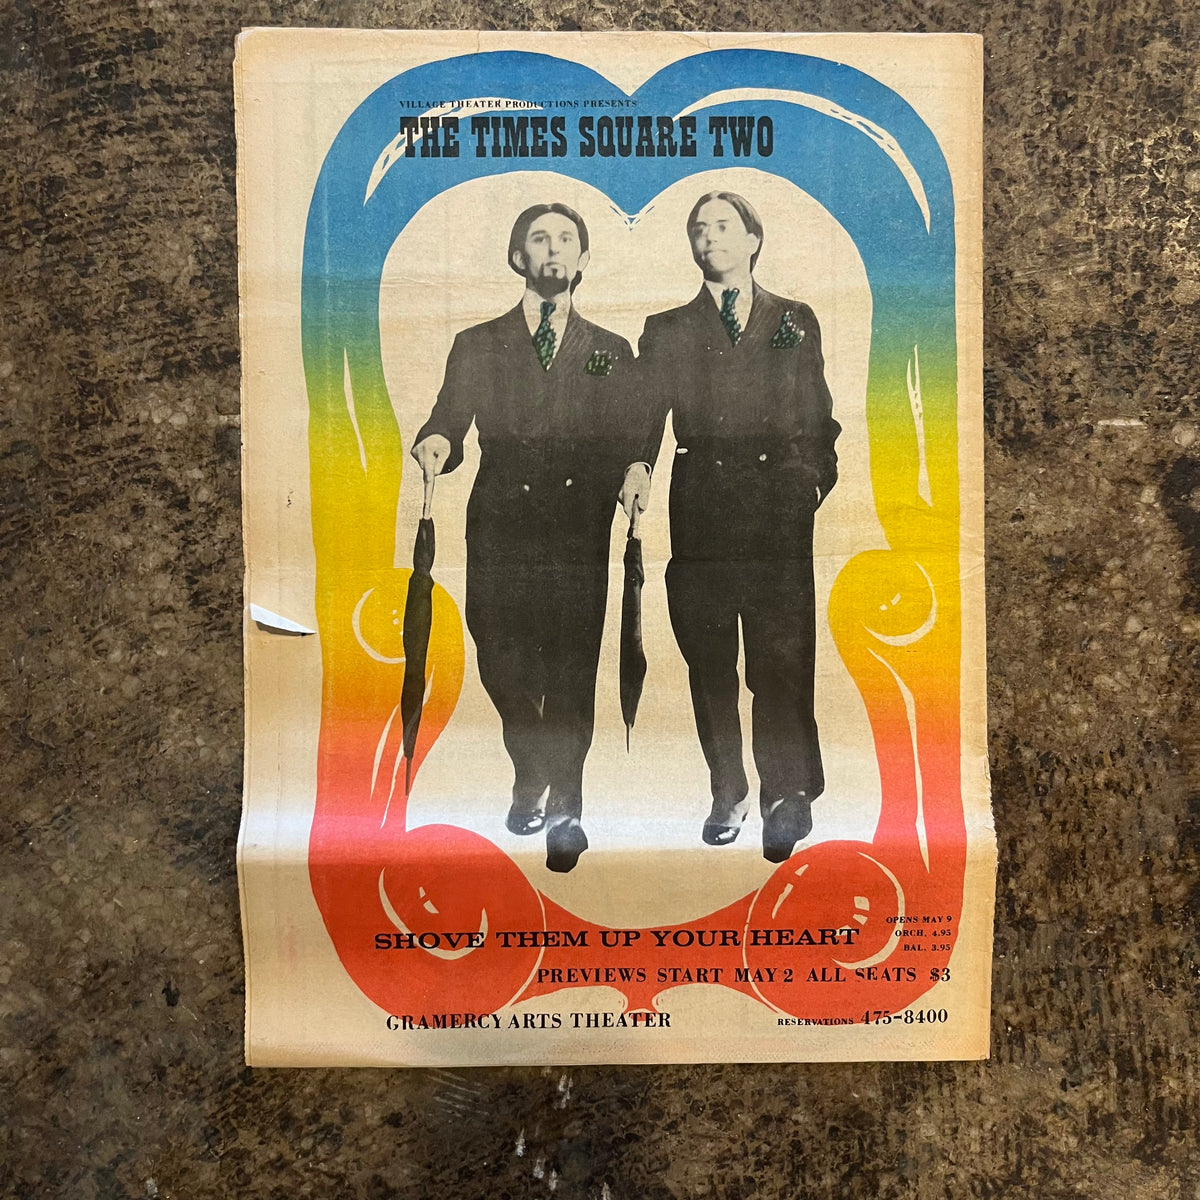 VILLAGE THEATER PRODUCTIONS PRESENTS
THE TIMES SQUARE TWO
OPENS MAY 9
ORCH. 4.95
BAL. 3.95
SHOVE THEM UP YOUR HEART
PREVIEWS START MAY 2 ALL SEATS $3
GRAMERCY ARTS THEATER
RESERVATIONS 475-8400